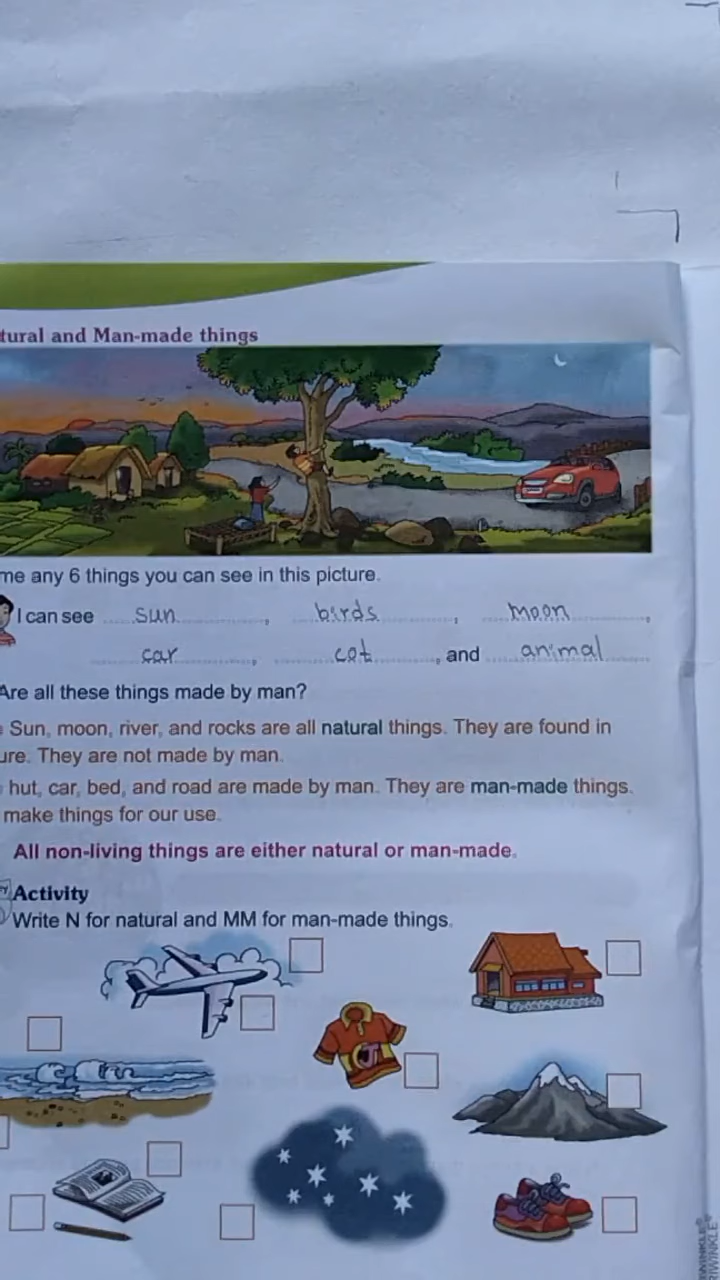 tural and Man-made things
me any 6 things you can see in this picture.
I can see sun, birds, moon,
car, cot, and animal
Are all these things made by man?
Sun, moon, river, and rocks are all natural things. They are found in
ure. They are not made by man.
hut, car, bed, and road are made by man. They are man-made things.
make things for our use.
All non-living things are either natural or man-made.
Activity
Write N for natural and MM for man-made things.